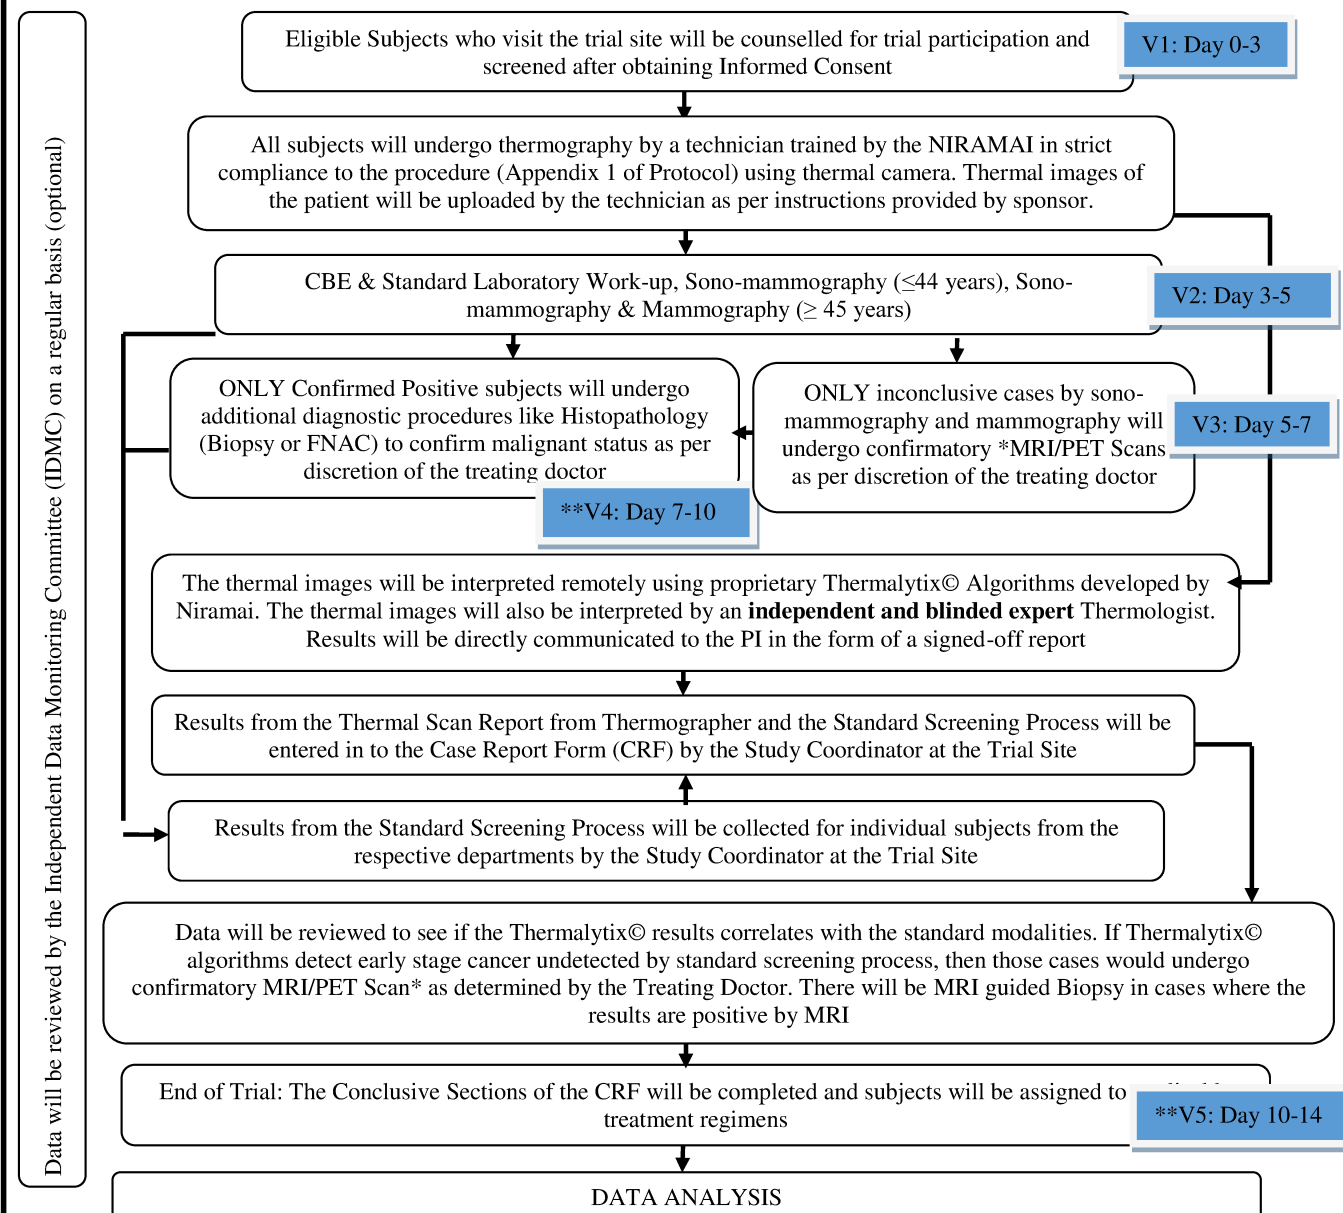 Data will be reviewed by the Independent Data Monitoring Committee (IDMC) on a regular basis (optional)
Eligible Subjects who visit the trial site will be counselled for trial participation and
screened after obtaining Informed Consent
V1: Day 0-3
All subjects will undergo thermography by a technician trained by the NIRAMAI in strict
compliance to the procedure (Appendix 1 of Protocol) using thermal camera. Thermal images of
the patient will be uploaded by the technician as per instructions provided by sponsor.
CBE & Standard Laboratory Work-up, Sono-mammography (≤44 years), Sono-
mammography & Mammography (≥ 45 years)
V2: Day 3-5
ONLY Confirmed Positive subjects will undergo
additional diagnostic procedures like Histopathology
(Biopsy or FNAC) to confirm malignant status as per
discretion of the treating doctor
**V4: Day 7-10
ONLY inconclusive cases by sono-
mammography and mammography will
undergo confirmatory *MRI/PET Scans
as per discretion of the treating doctor
V3: Day 5-7
The thermal images will be interpreted remotely using proprietary Thermalytix© Algorithms developed by
Niramai. The thermal images will also be interpreted by an independent and blinded expert Thermologist.
Results will be directly communicated to the PI in the form of a signed-off report
Results from the Thermal Scan Report from Thermographer and the Standard Screening Process will be
entered in to the Case Report Form (CRF) by the Study Coordinator at the Trial Site
Results from the Standard Screening Process will be collected for individual subjects from the
respective departments by the Study Coordinator at the Trial Site
Data will be reviewed to see if the Thermalytix© results correlates with the standard modalities. If Thermalytix©
algorithms detect early stage cancer undetected by standard screening process, then those cases would undergo
confirmatory MRI/PET Scan* as determined by the Treating Doctor. There will be MRI guided Biopsy in cases where the
results are positive by MRI
End of Trial: The Conclusive Sections of the CRF will be completed and subjects will be assigned to
treatment regimens
**V5: Day 10-14
DATA ANALYSIS